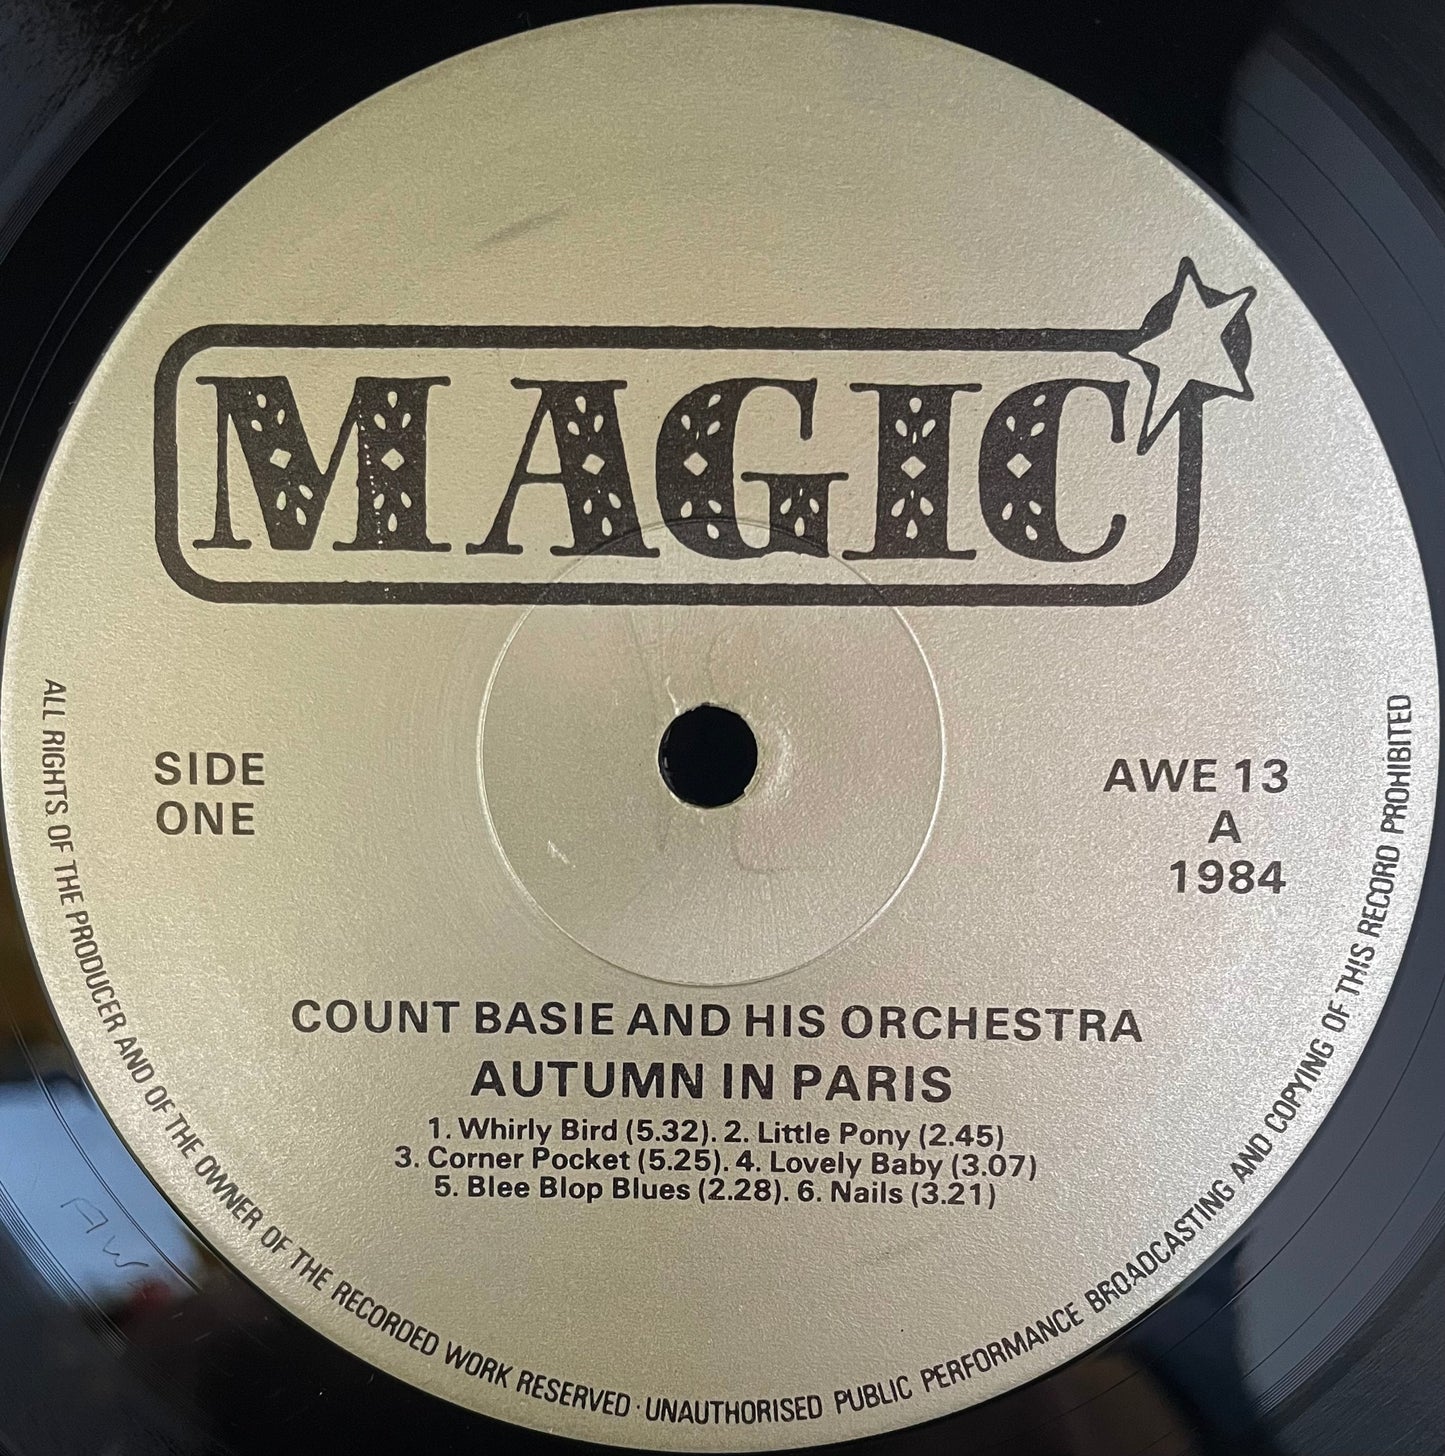 MAGIC
SIDE
ONE
AWE 13
A
1984
COUNT BASIE AND HIS ORCHESTRA
AUTUMN IN PARIS
1. Whirly Bird (5.32). 2. Little Pony (2.45)
3. Corner Pocket (5.25). 4. Lovely Baby (3.07)
5. Blee Blop Blues (2.28). 6. Nails (3.21)
ALL RIGHTS OF THE PRODUCER AND OF THE OWNER OF THE RECORDED WORK RESERVED · UNAUTHORISED PUBLIC PERFORMANCE BROADCASTING AND COPYING OF THIS RECORD PROHIBITED